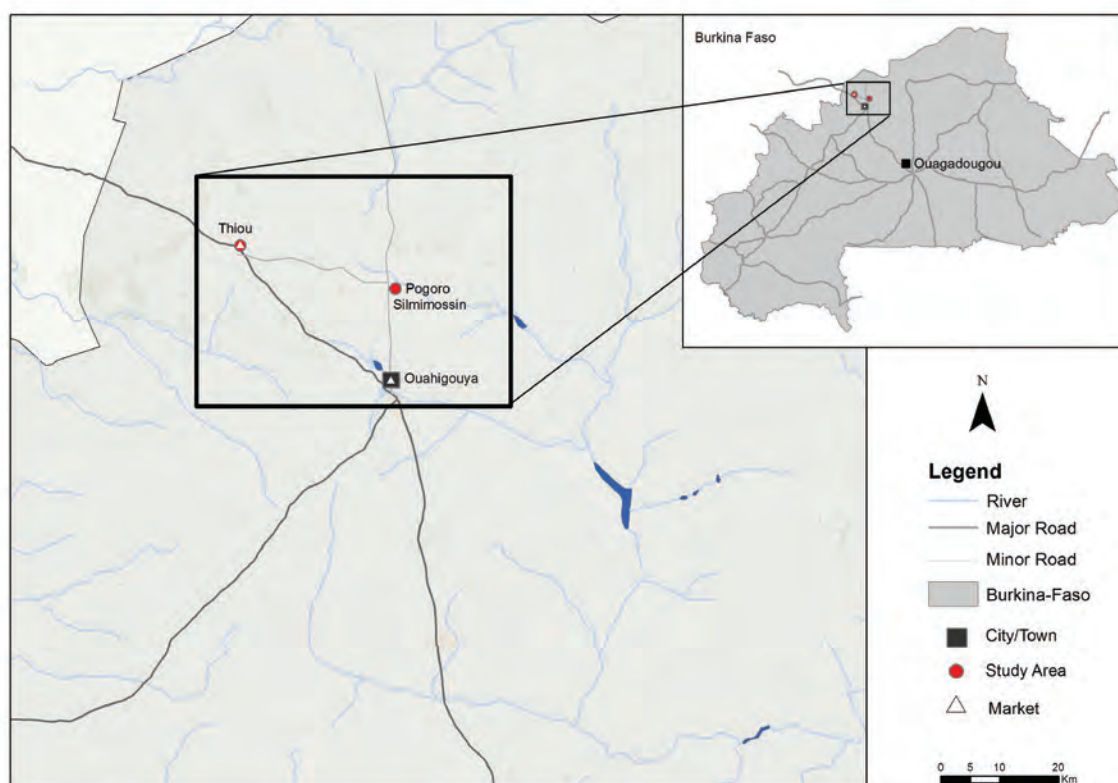 Burkina Faso
Ouagadougou
Thiou
Pogoro
Silmimossin
Ouahigouya
N
Legend
River
Major Road
Minor Road
Burkina-Faso
City/Town
Study Area
Market
0 5 10 20
Km